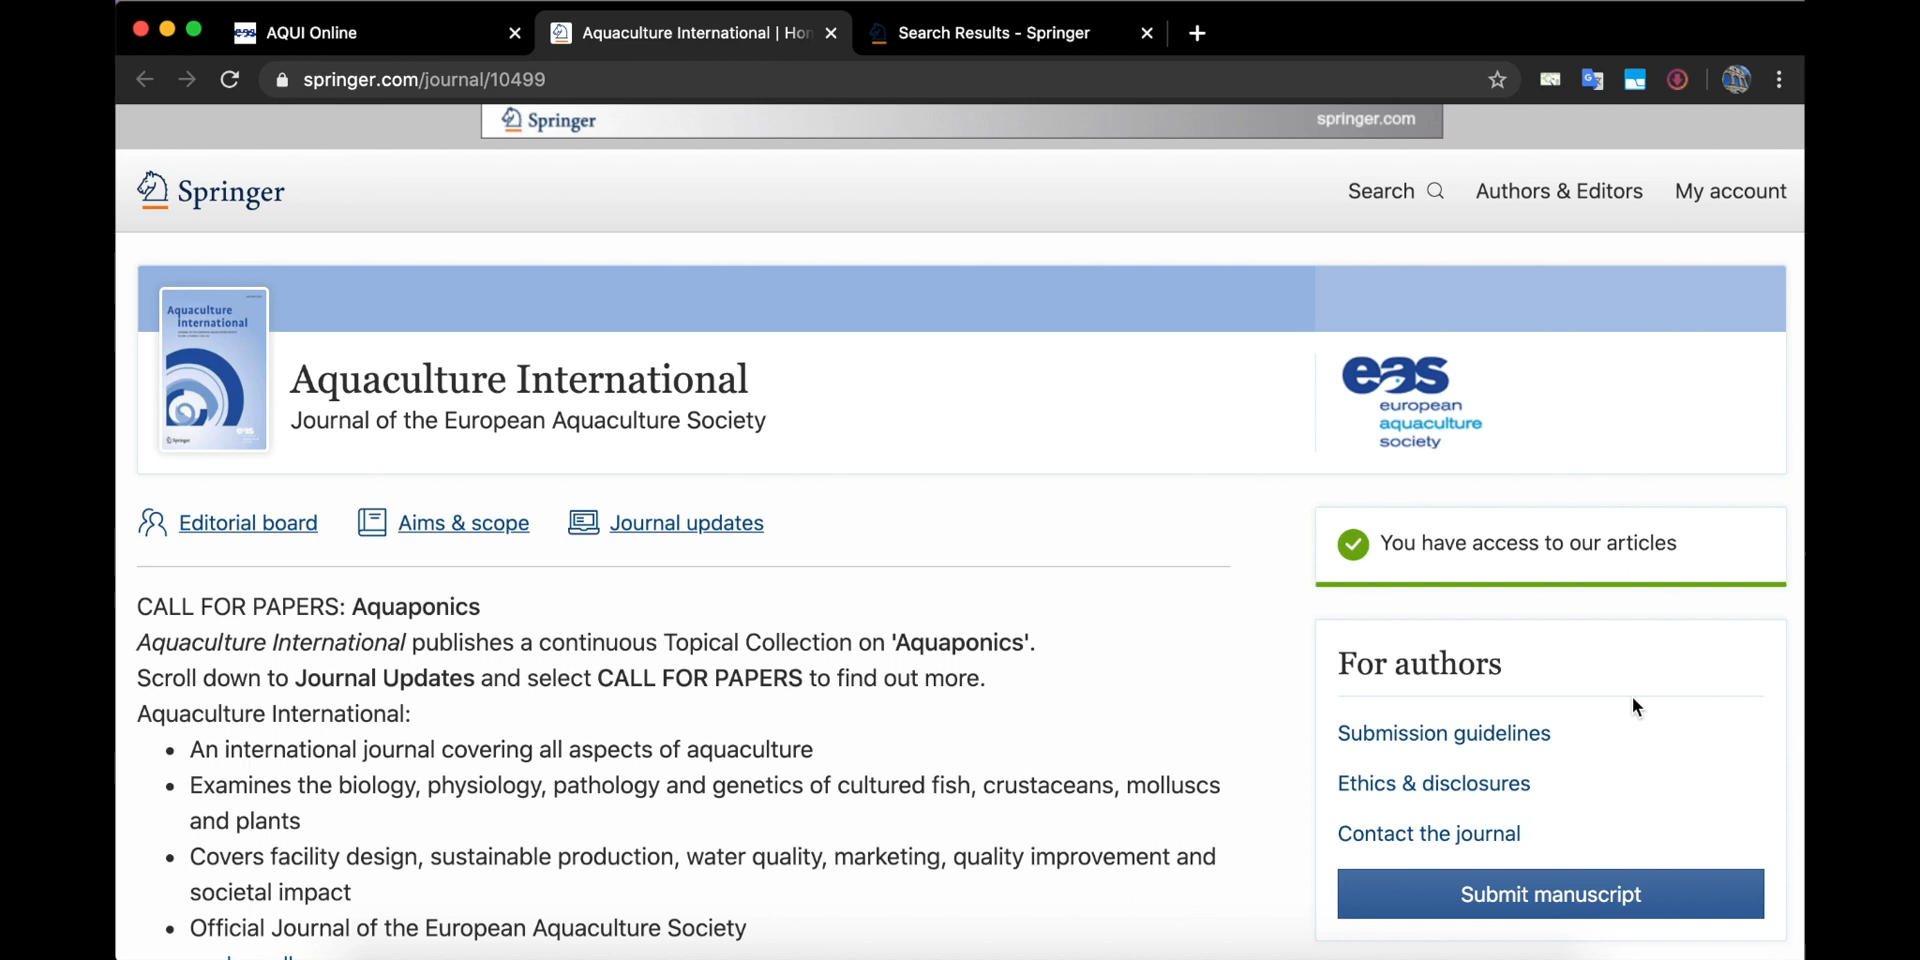 AQUI Online
Aquaculture International | Hon
Search Results - Springer
springer.com/journal/10499
Springer
springer.com
Springer
Search
Authors & Editors
My account
Aquaculture
International
Springer
eas
Aquaculture International
Journal of the European Aquaculture Society
eas
european
aquaculture
society
Editorial board
Aims & scope
Journal updates
You have access to our articles
CALL FOR PAPERS: Aquaponics
Aquaculture International publishes a continuous Topical Collection on 'Aquaponics'.
Scroll down to Journal Updates and select CALL FOR PAPERS to find out more.
Aquaculture International:
• An international journal covering all aspects of aquaculture
• Examines the biology, physiology, pathology and genetics of cultured fish, crustaceans, molluscs
and plants
• Covers facility design, sustainable production, water quality, marketing, quality improvement and
societal impact
• Official Journal of the European Aquaculture Society
For authors
Submission guidelines
Ethics & disclosures
Contact the journal
Submit manuscript